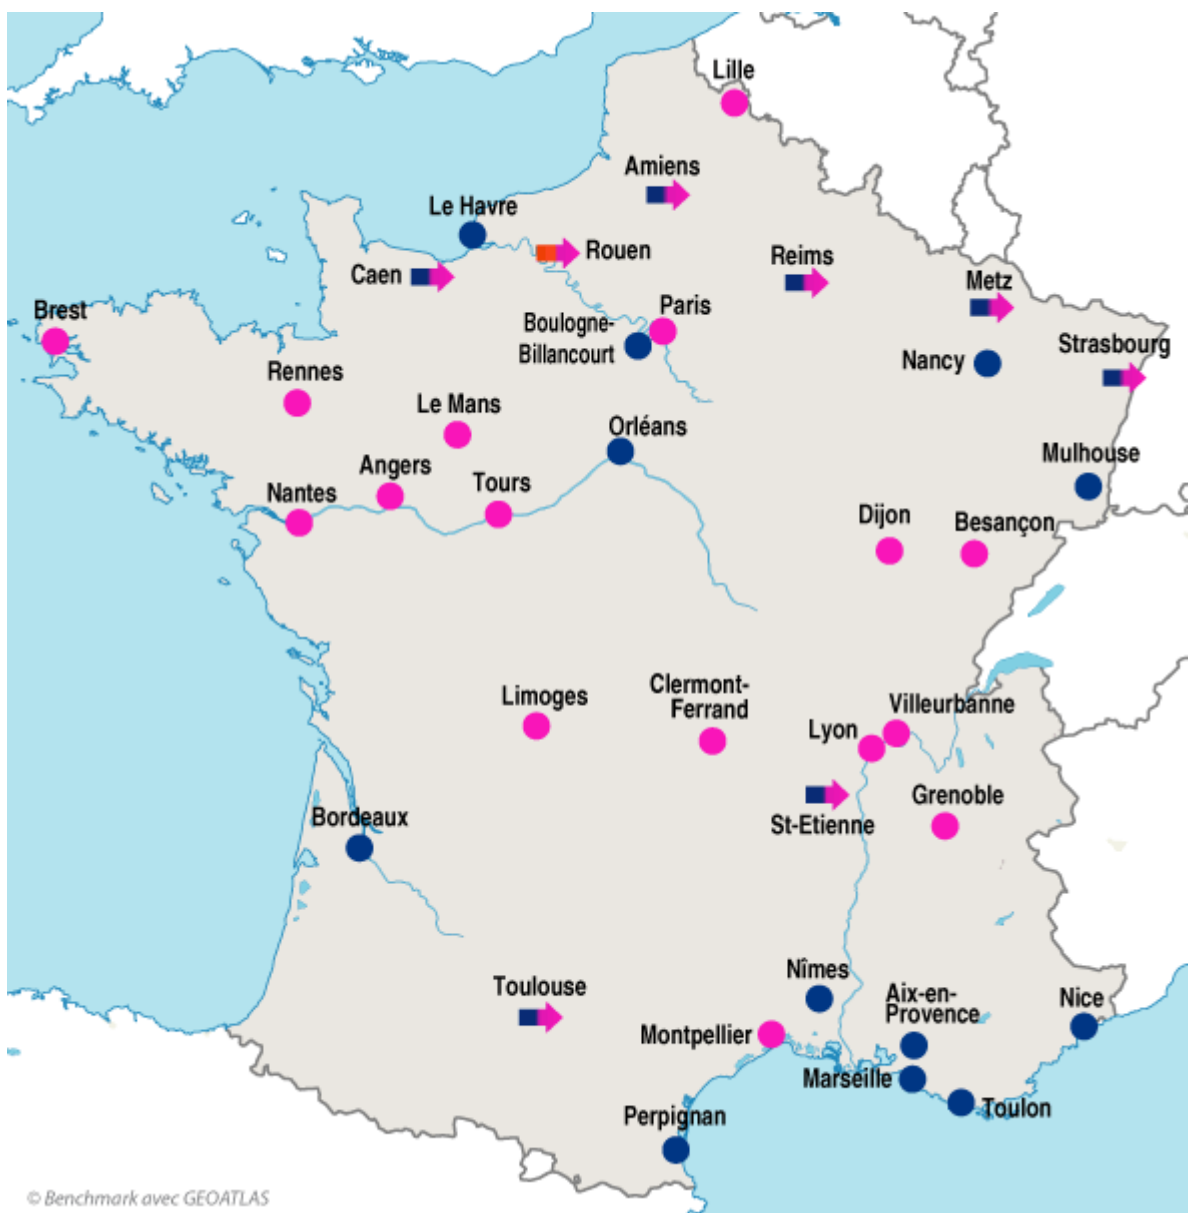 Lille
Amiens
Le Havre
Rouen
Reims
Caen
Metz
Brest
Paris
Boulogne-
Billancourt
Strasbourg
Nancy
Rennes
Le Mans
Orléans
Mulhouse
Angers
Tours
Nantes
Dijon
Besançon
Limoges
Clermont-
Ferrand
Villeurbanne
Lyon
Grenoble
St-Etienne
Bordeaux
Nîmes
Toulouse
Aix-en-
Provence
Nice
Montpellier
Marseille
Toulon
Perpignan
© Benchmark avec GEOATLAS